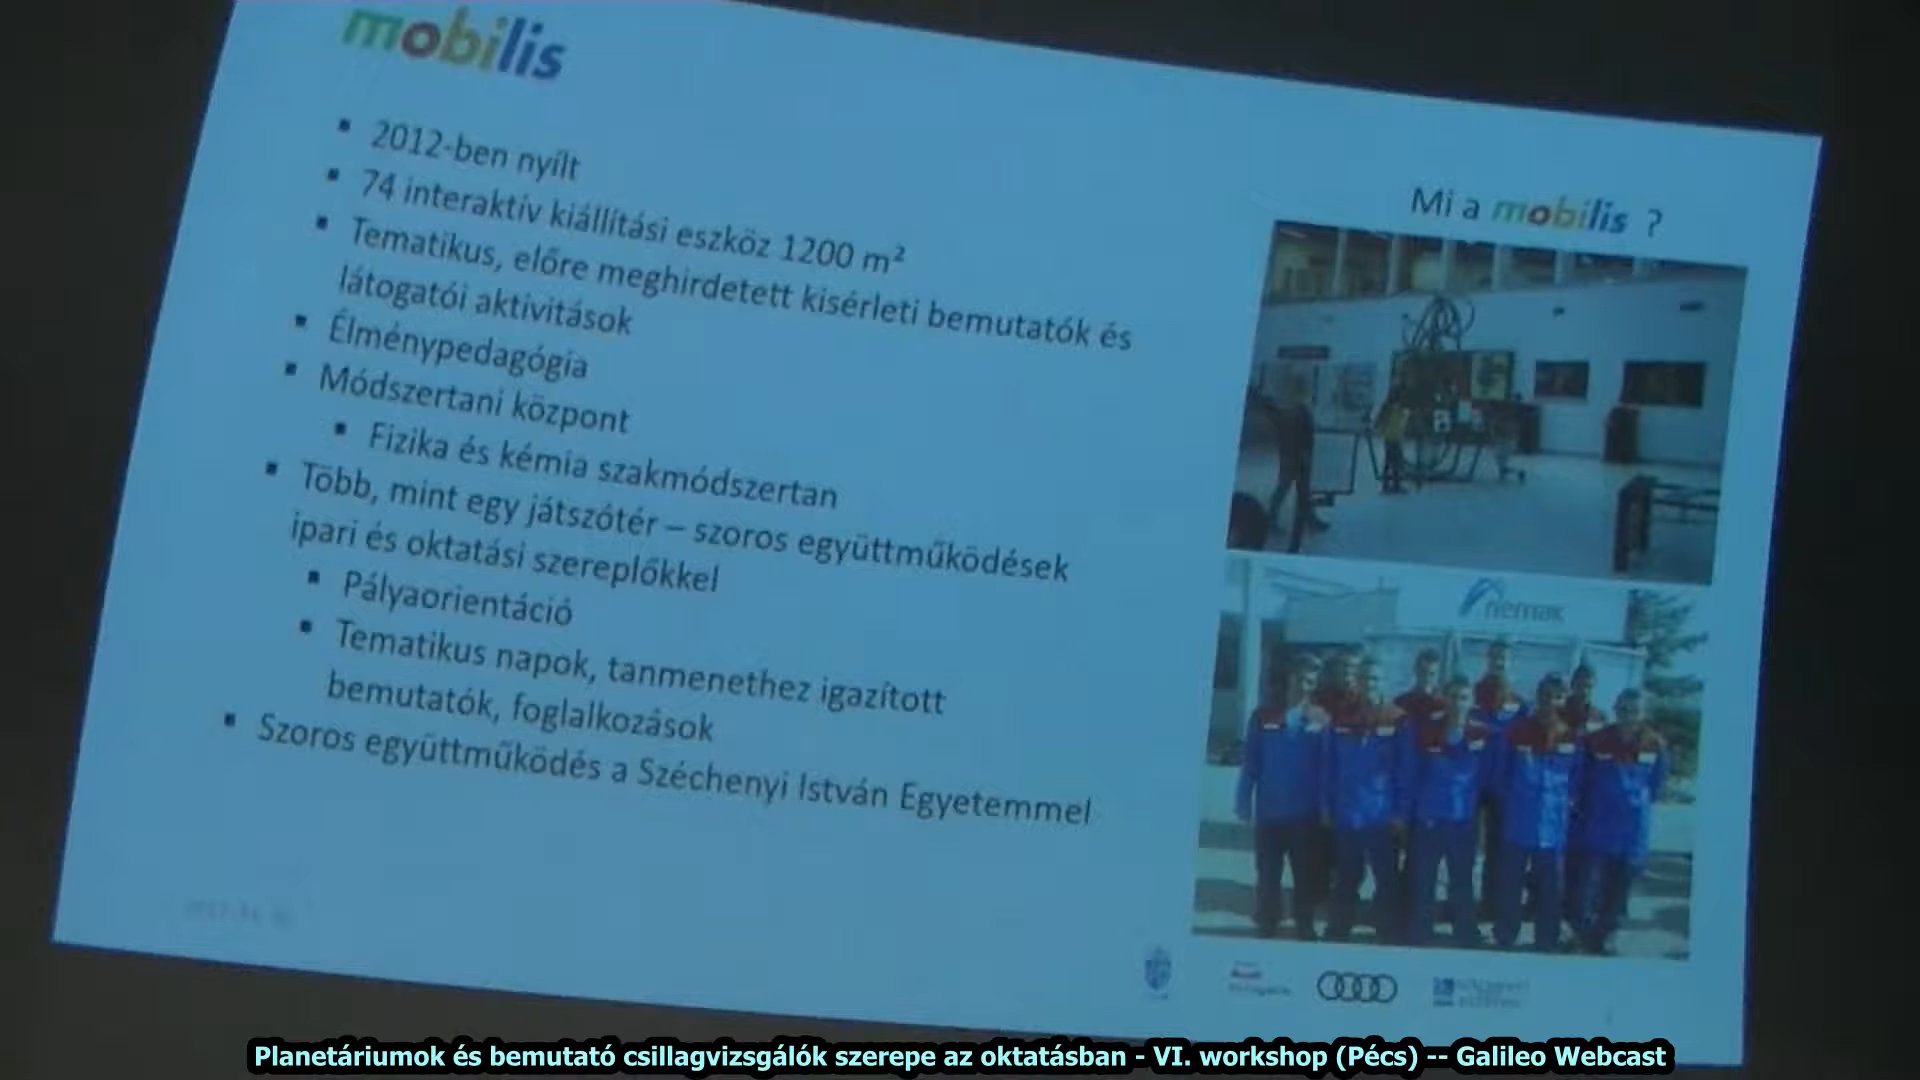 mobilis
2012-ben nyílt
74 interaktív kiállítási eszköz 1200 m²
Tematikus, előre meghirdetett kisérleti bemutatók és
látogatói aktivitások
Élménypedagógia
Módszertani központ
Fizika és kémia szakmódszertan
Több, mint egy játszótér – szoros együttműködések
ipari és oktatási szereplőkkel
Pályaorientáció
Tematikus napok, tanmenethez igazított
bemutatók, foglalkozások
Szoros együttműködés a Széchenyi István Egyetemmel
Mi a mobilis ?
nemak
Audi
Planetáriumok és bemutató csillagvizsgálók szerepe az oktatásban - VI. workshop (Pécs) -- Galileo Webcast